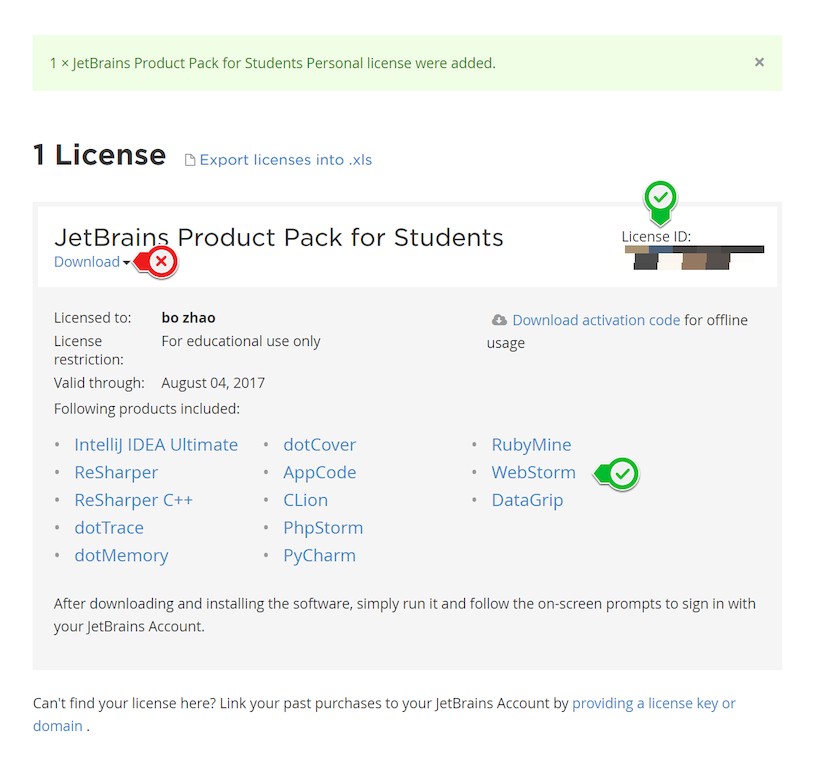 1 × JetBrains Product Pack for Students Personal license were added.
1 License
Export licenses into .xls
JetBrains Product Pack for Students
Download
License ID:
Licensed to: bo zhao
License restriction: For educational use only
Valid through: August 04, 2017
Download activation code for offline
usage
Following products included:
• IntelliJ IDEA Ultimate
• ReSharper
• ReSharper C++
• dotTrace
• dotMemory
• dotCover
• AppCode
• CLion
• PhpStorm
• PyCharm
• RubyMine
• WebStorm
• DataGrip
After downloading and installing the software, simply run it and follow the on-screen prompts to sign in with
your JetBrains Account.
Can't find your license here? Link your past purchases to your JetBrains Account by providing a license key or
domain .